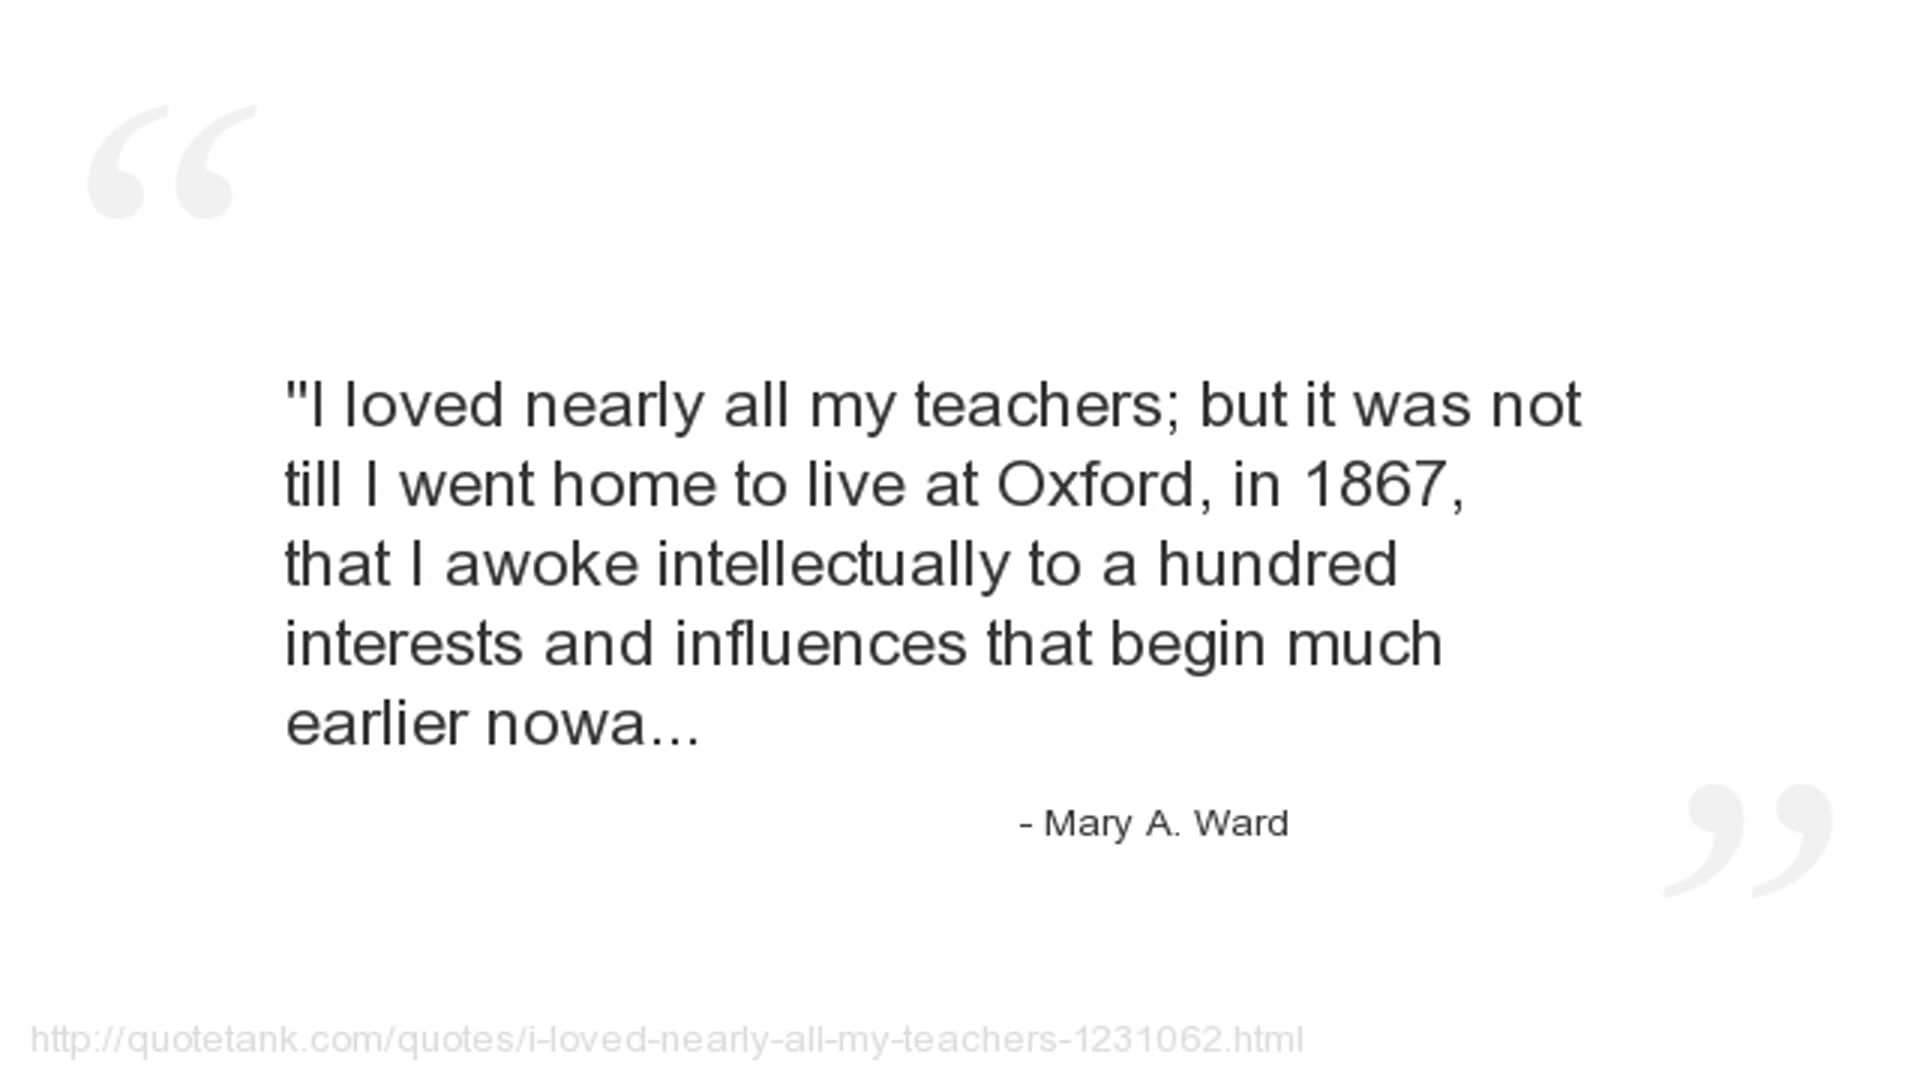 "I loved nearly all my teachers; but it was not
till I went home to live at Oxford, in 1867,
that I awoke intellectually to a hundred
interests and influences that begin much
earlier nowa...
- Mary A. Ward
http://quotetank.com/quotes/i-loved-nearly-all-my-teachers-1231062.html